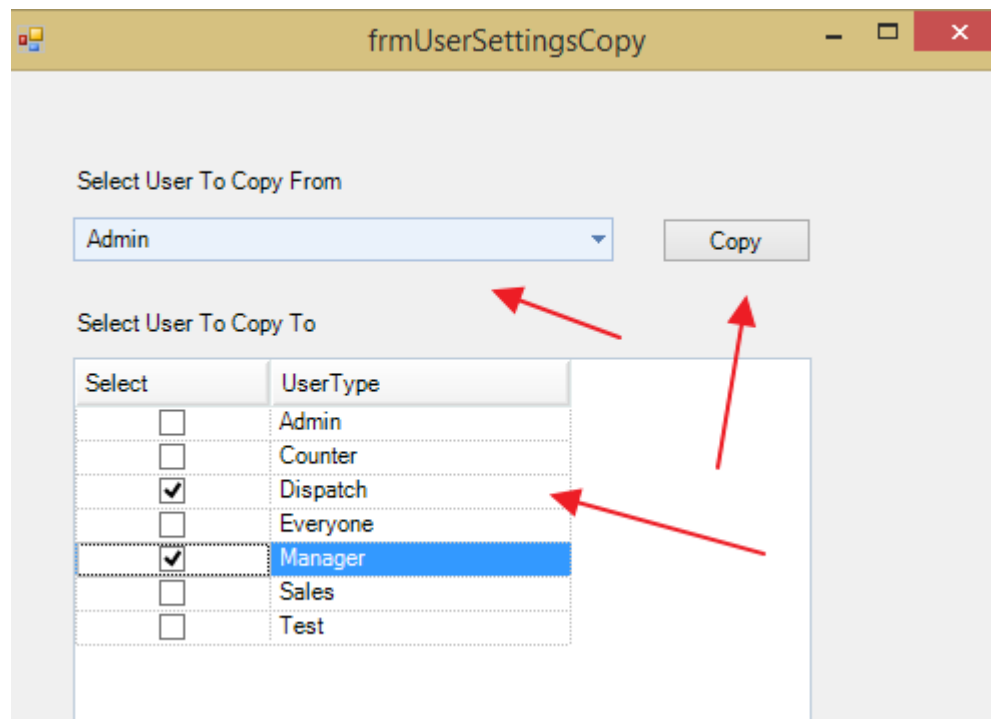 frmUserSettingsCopy
Select User To Copy From
Admin
Copy
Select User To Copy To
Select UserType
Admin
Counter
Dispatch
Everyone
Manager
Sales
Test